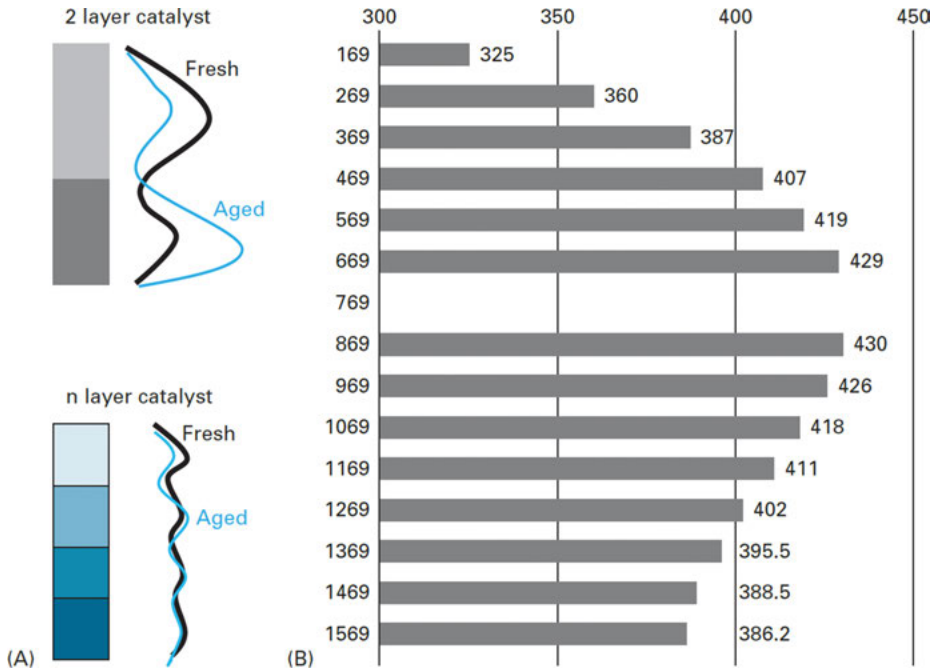 2 layer catalyst
Fresh
Aged
n layer catalyst
Fresh
Aged
(A)
300 350 400 450
169 325
269 360
369 387
469 407
569 419
669 429
769
869 430
969 426
1069 418
1169 411
1269 402
1369 395.5
1469 388.5
1569 386.2
(B)